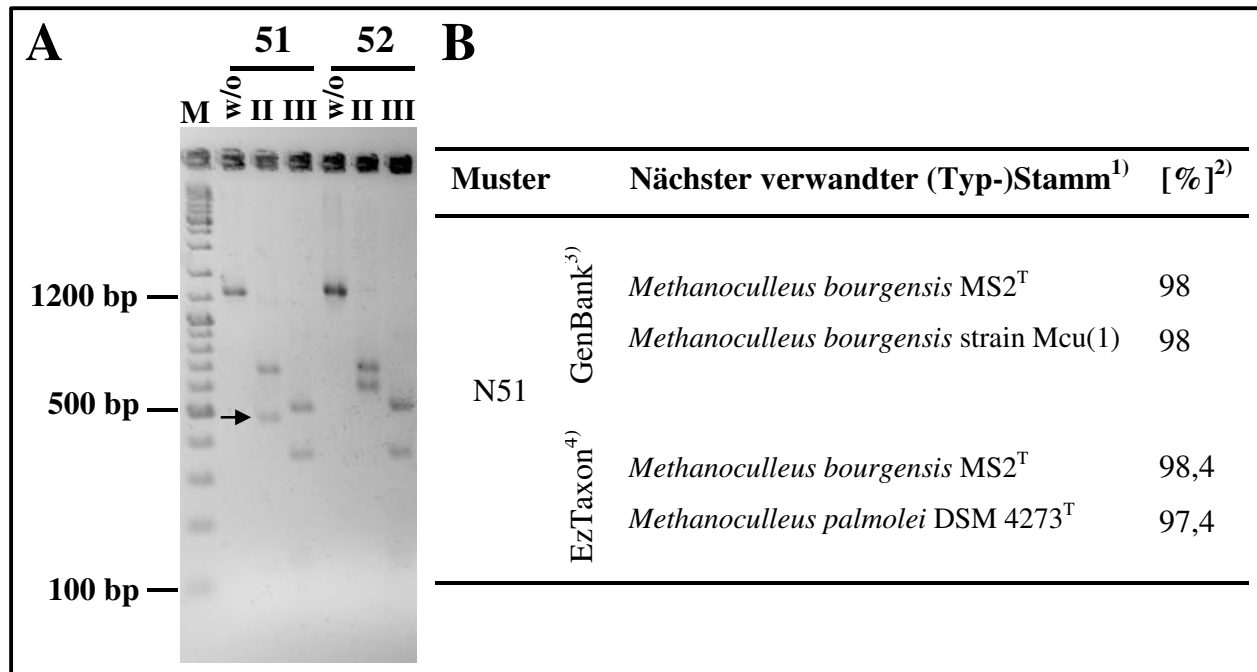 A
51 52
M w/o II III w/o II III
1200 bp
500 bp
100 bp
B
Muster Nächster verwandter (Typ-)Stamm1) [%]2)
N51
GenBank3)
Methanoculleus bourgensis MS2T 98
Methanoculleus bourgensis strain Mcu(1) 98
EzTaxon4)
Methanoculleus bourgensis MS2T 98,4
Methanoculleus palmolei DSM 4273T 97,4